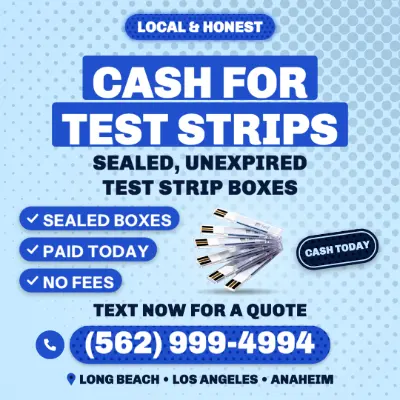 LOCAL & HONEST
CASH FOR
TEST STRIPS
SEALED, UNEXPIRED
TEST STRIP BOXES
SEALED BOXES
PAID TODAY
NO FEES
CASH TODAY
TEXT NOW FOR A QUOTE
(562) 999-4994
LONG BEACH • LOS ANGELES • ANAHEIM